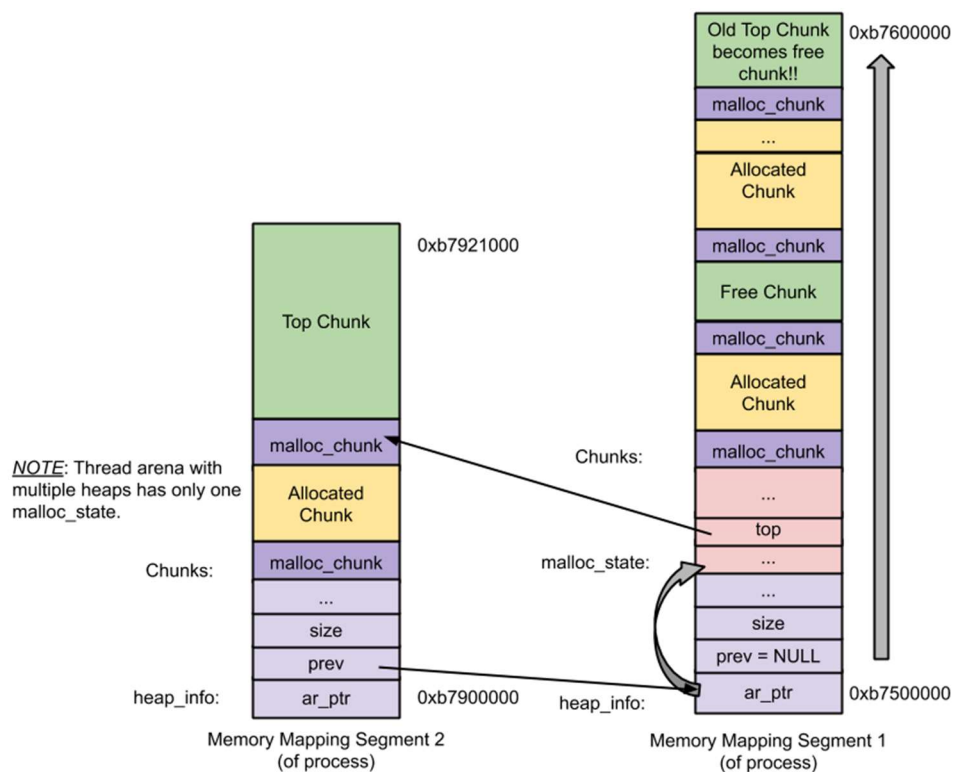 Old Top Chunk
becomes free
chunk!!
0xb7600000
malloc_chunk
...
Allocated
Chunk
malloc_chunk
Free Chunk
malloc_chunk
Allocated
Chunk
Chunks:
malloc_chunk
...
top
malloc_state:
...
...
size
prev = NULL
heap_info:
ar_ptr
0xb7500000
Memory Mapping Segment 1
(of process)
0xb7921000
Top Chunk
malloc_chunk
NOTE: Thread arena with
multiple heaps has only one
malloc_state.
Allocated
Chunk
Chunks:
malloc_chunk
...
size
prev
heap_info:
ar_ptr
0xb7900000
Memory Mapping Segment 2
(of process)